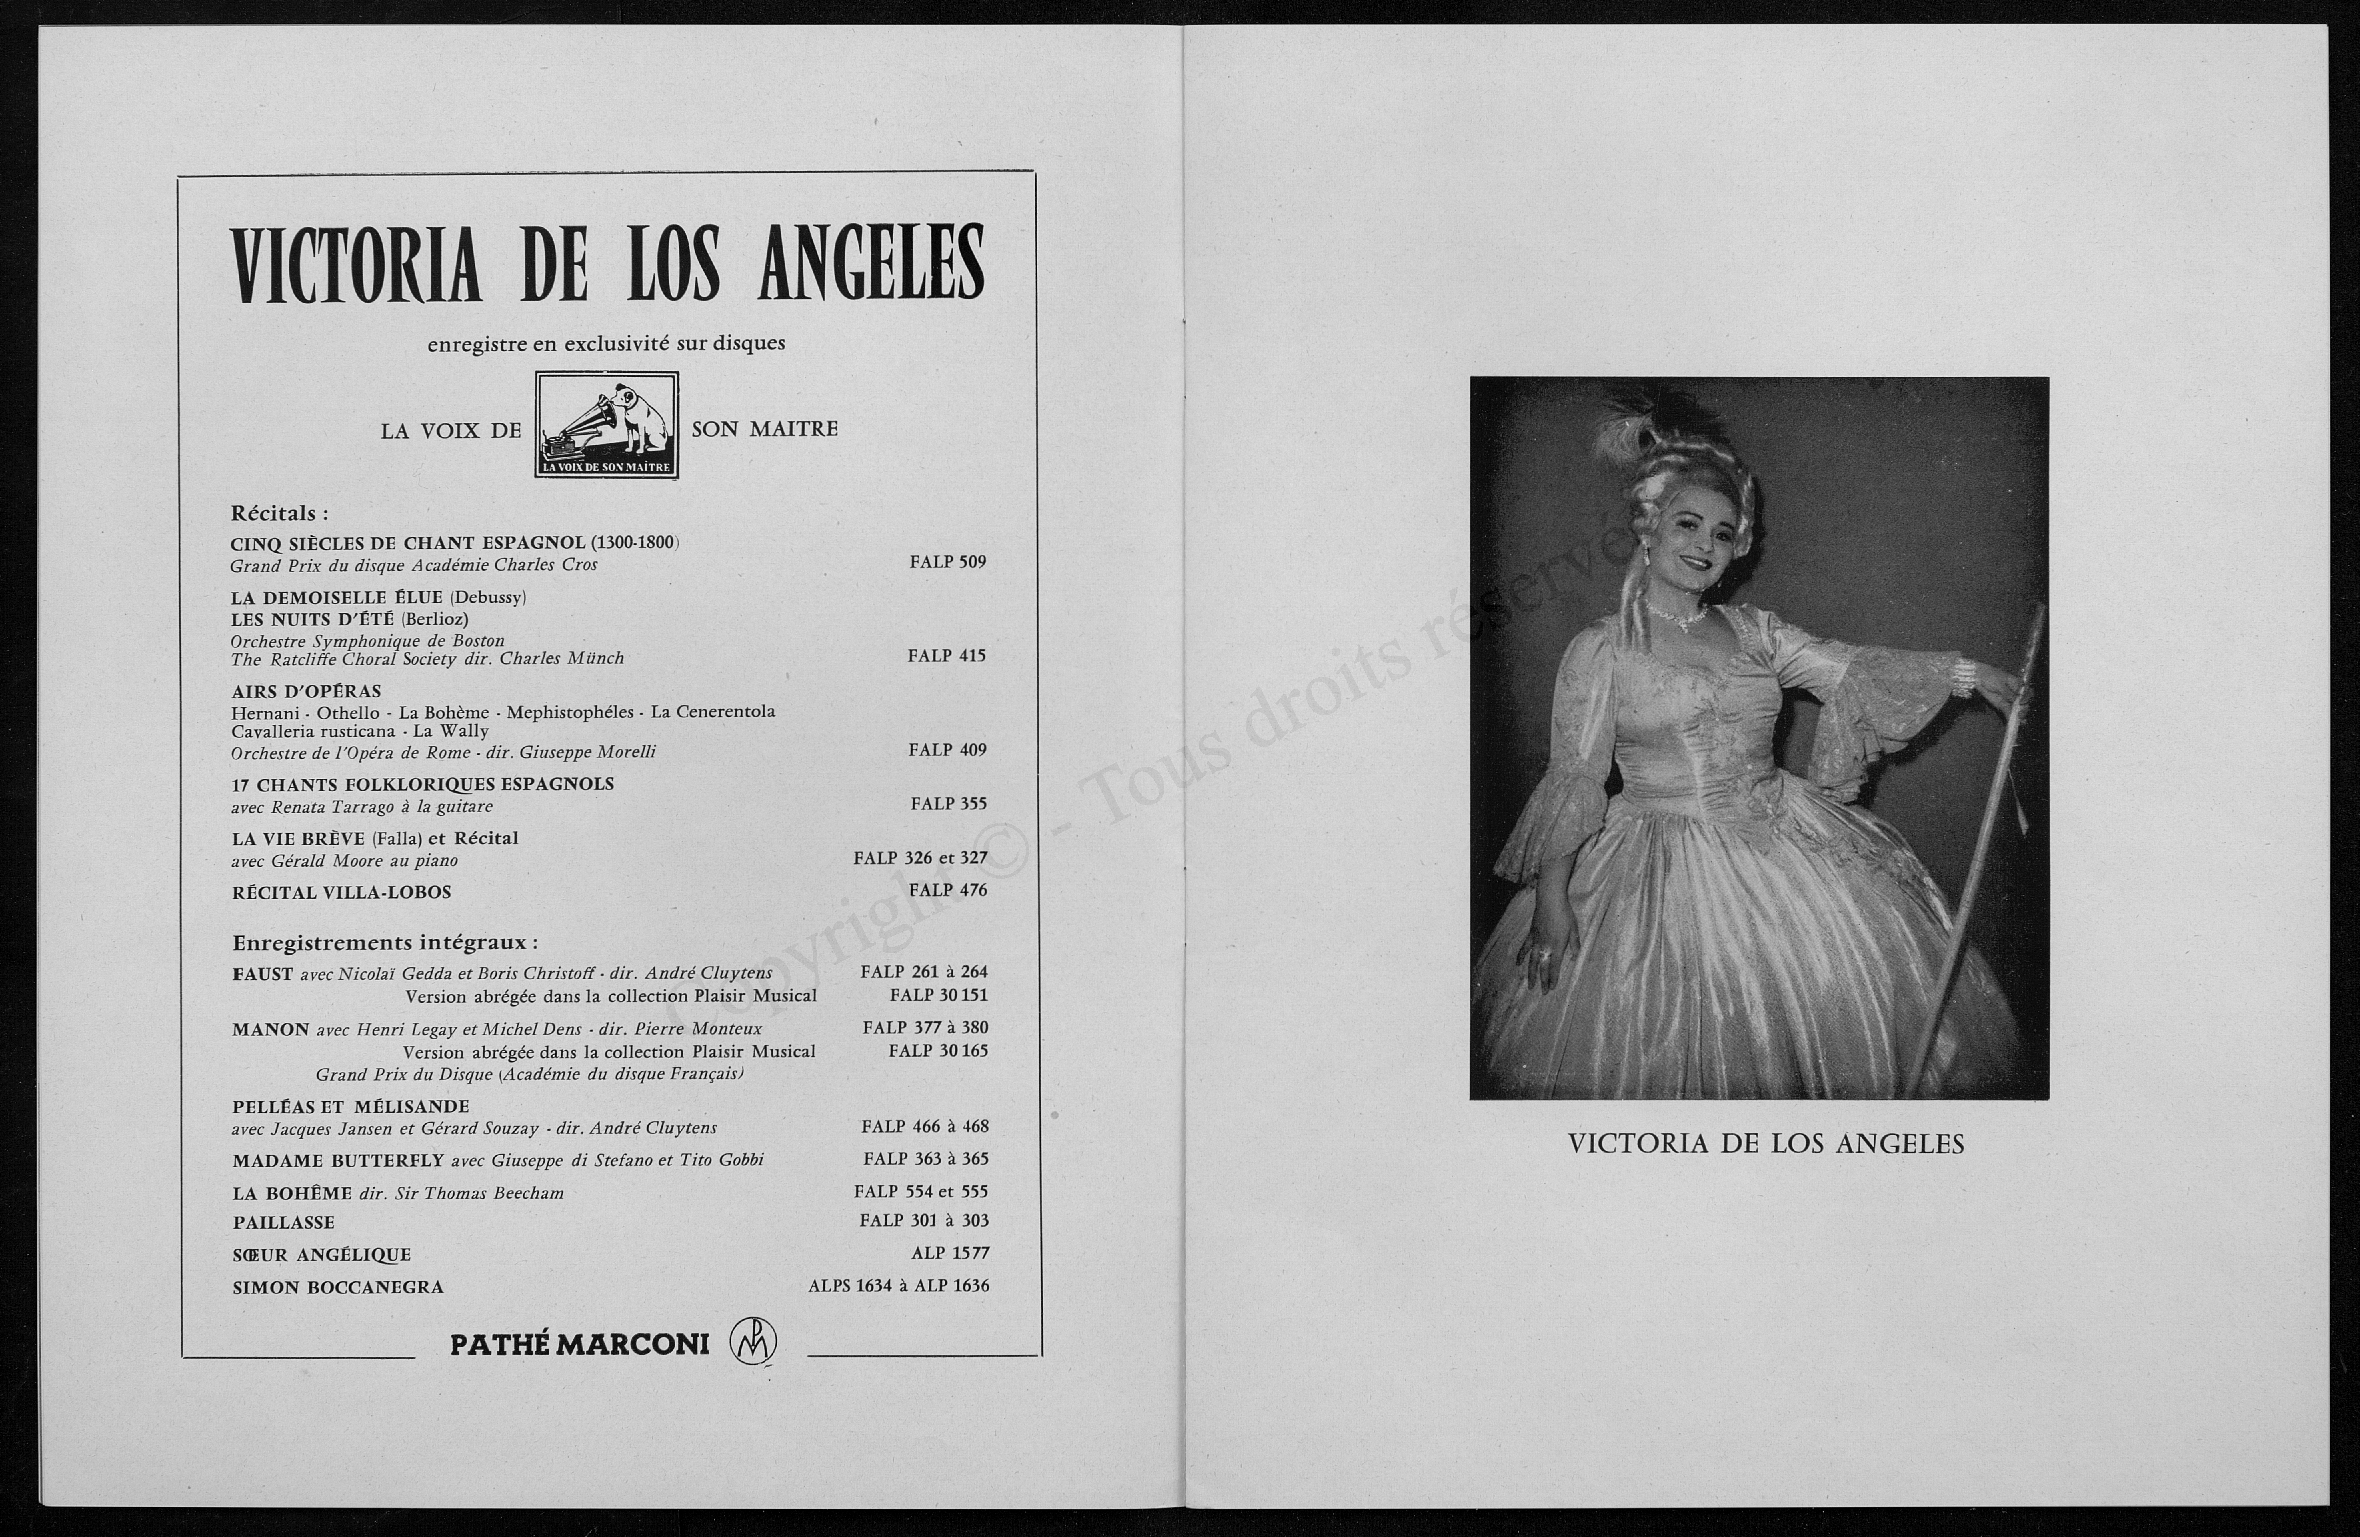 VICTORIA DE LOS ANGELES
enregistre en exclusivité sur disques
LA VOIX DE SON MAITRE
LA VOIX DE SON MAÎTRE
Récitals :
CINQ SIÈCLES DE CHANT ESPAGNOL (1300-1800)
Grand Prix du disque Académie Charles Cros FALP 509
LA DEMOISELLE ÉLUE (Debussy)
LES NUITS D'ÉTÉ (Berlioz)
Orchestre Symphonique de Boston
The Ratcliffe Choral Society dir. Charles Münch FALP 415
AIRS D'OPÉRAS
Hernani - Othello - La Bohème - Mephistophéles - La Cenerentola
Cavalleria rusticana - La Wally
Orchestre de l'Opéra de Rome - dir. Giuseppe Morelli FALP 409
17 CHANTS FOLKLORIQUES ESPAGNOLS
avec Renata Tarrago à la guitare FALP 355
LA VIE BRÈVE (Falla) et Récital
avec Gérald Moore au piano FALP 326 et 327
RÉCITAL VILLA-LOBOS FALP 476
Enregistrements intégraux :
FAUST avec Nicolaï Gedda et Boris Christoff - dir. André Cluytens FALP 261 à 264
Version abrégée dans la collection Plaisir Musical FALP 30 151
MANON avec Henri Legay et Michel Dens - dir. Pierre Monteux FALP 377 à 380
Version abrégée dans la collection Plaisir Musical FALP 30 165
Grand Prix du Disque (Académie du disque Français)
PELLÉAS ET MÉLISANDE
avec Jacques Jansen et Gérard Souzay - dir. André Cluytens FALP 466 à 468
MADAME BUTTERFLY avec Giuseppe di Stefano et Tito Gobbi FALP 363 à 365
LA BOHÊME dir. Sir Thomas Beecham FALP 554 et 555
PAILLASSE FALP 301 à 303
SŒUR ANGÉLIQUE ALP 1577
SIMON BOCCANEGRA ALPS 1634 à ALP 1636
PATHÉ MARCONI PM
VICTORIA DE LOS ANGELES
Copyright © - Tous droits réservés